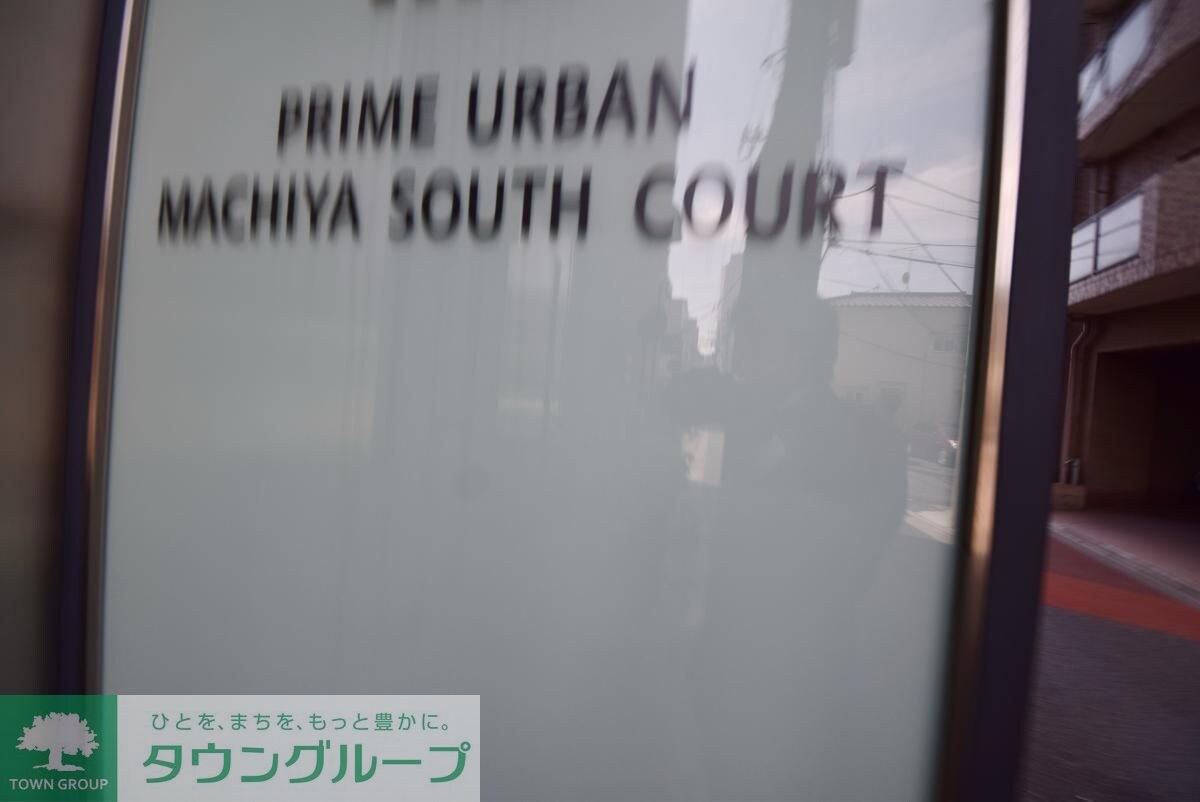 PRIME URBAN
MACHIYA SOUTH COURT
ひとを、まちを、もっと豊かに。
タウングループ
TOWN GROUP